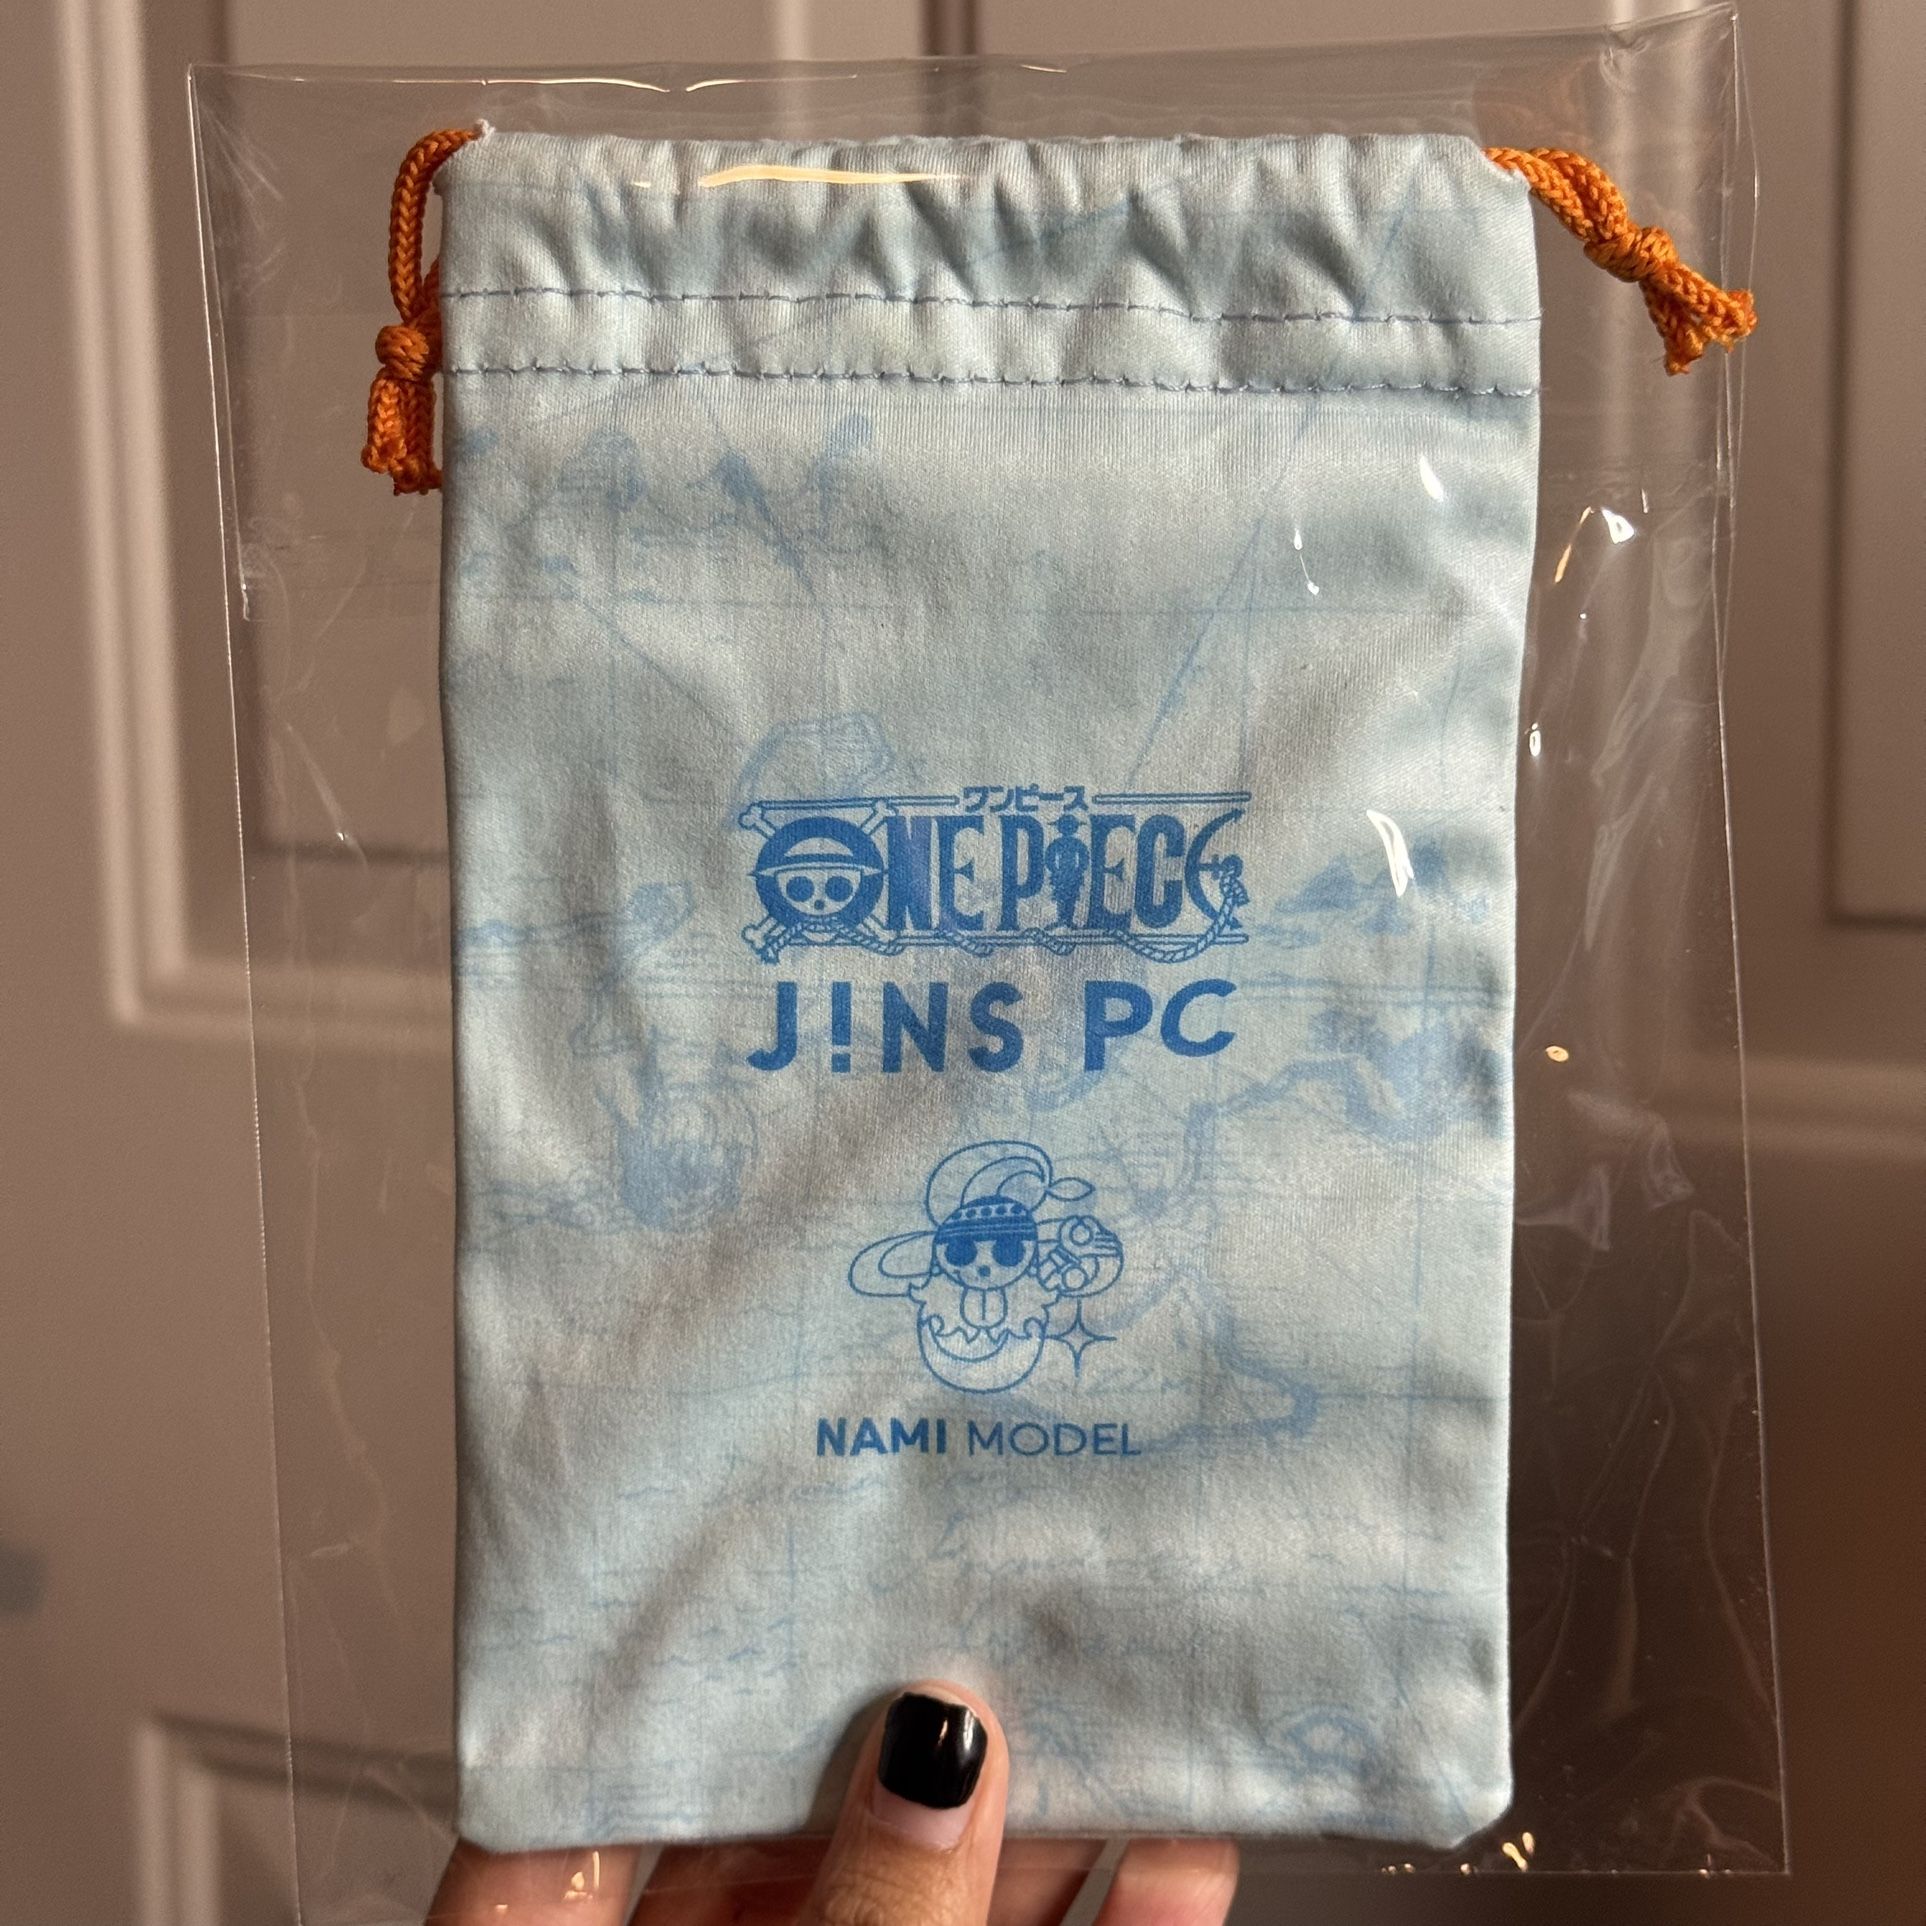 ワンピース
ONE PIECE
J!NS PC
NAMI MODEL